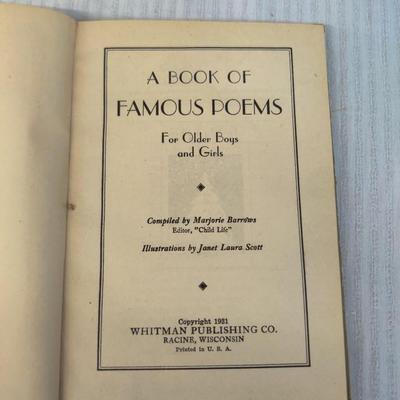 A BOOK OF
FAMOUS POEMS
For Older Boys
and Girls
Compiled by Marjorie Barrows
Editor, "Child Life"
Illustrations by Janet Laura Scott
Copyright 1931
WHITMAN PUBLISHING CO.
RACINE, WISCONSIN
Printed in U. S. A.